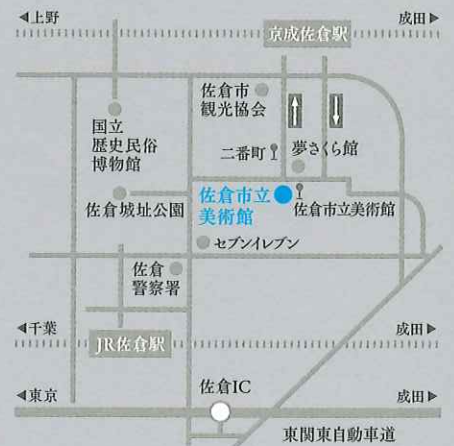 ◀上野
成田▶
京成佐倉駅
佐倉市
観光協会
国立
歴史民俗
博物館
二番町
夢さくら館
佐倉城址公園
佐倉市立
美術館
佐倉市立美術館
セブンイレブン
佐倉
警察署
◀千葉
成田▶
JR佐倉駅
◀東京
佐倉IC
成田▶
東関東自動車道